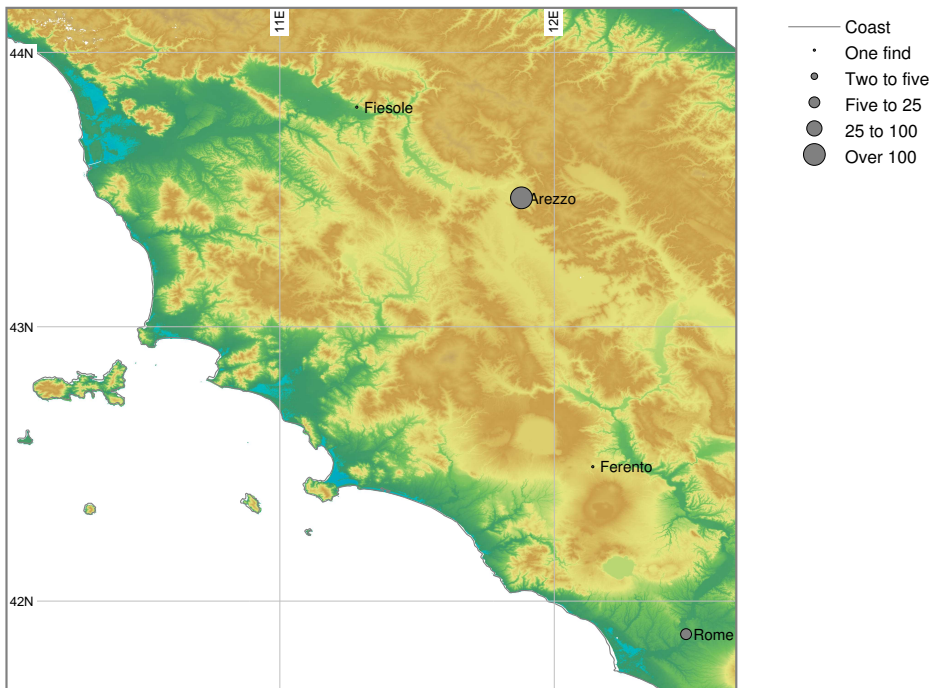 11E
12E
44N
Fiesole
Arezzo
43N
Ferento
42N
Rome
Coast
One find
Two to five
Five to 25
25 to 100
Over 100